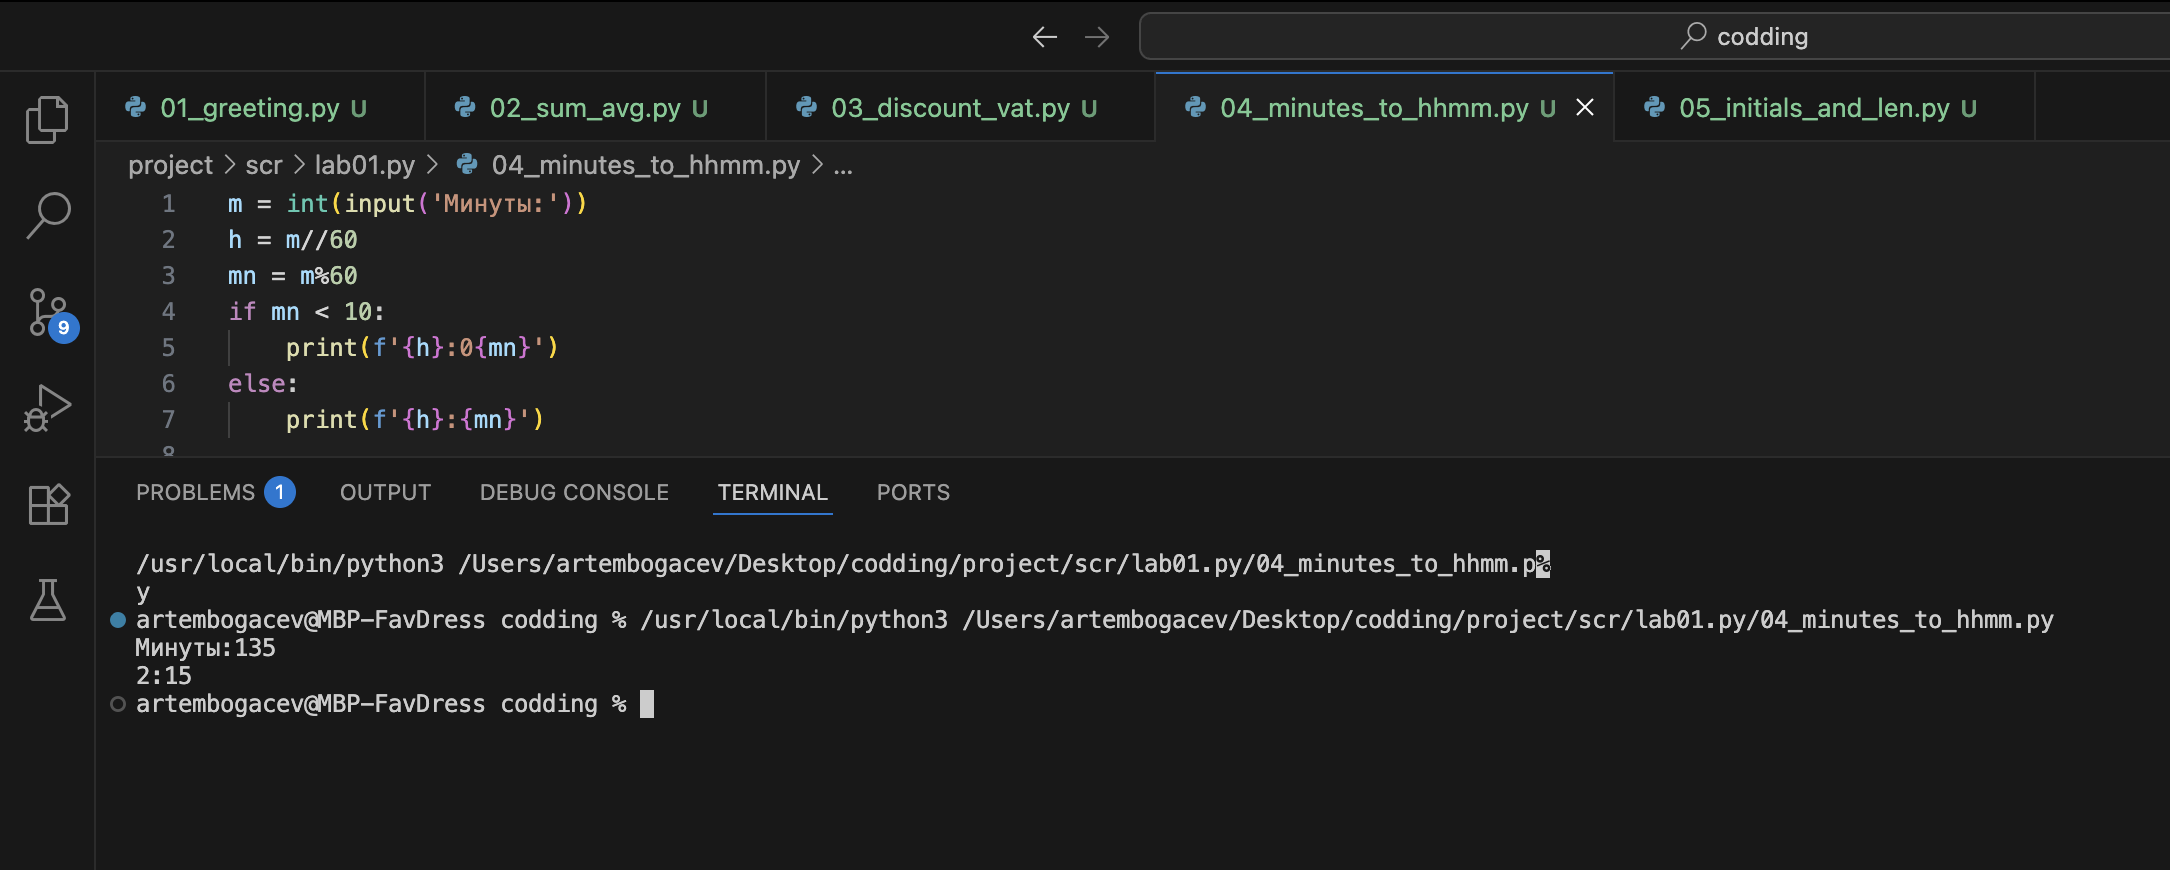 codding
01_greeting.py U
02_sum_avg.py U
03_discount_vat.py U
04_minutes_to_hhmm.py U
05_initials_and_len.py U
project > scr > lab01.py > 04_minutes_to_hhmm.py > ...
1 m = int(input('Минуты:'))
2 h = m//60
3 mn = m%60
4 if mn < 10:
5     print(f'{h}:0{mn}')
6 else:
7     print(f'{h}:{mn}')
8
9
PROBLEMS 1 OUTPUT DEBUG CONSOLE TERMINAL PORTS
/usr/local/bin/python3 /Users/artembogacev/Desktop/codding/project/scr/lab01.py/04_minutes_to_hhmm.p%
y
artembogacev@MBP-FavDress codding % /usr/local/bin/python3 /Users/artembogacev/Desktop/codding/project/scr/lab01.py/04_minutes_to_hhmm.py
Минуты:135
2:15
artembogacev@MBP-FavDress codding %